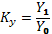 K_y = Y_1 / Y_0